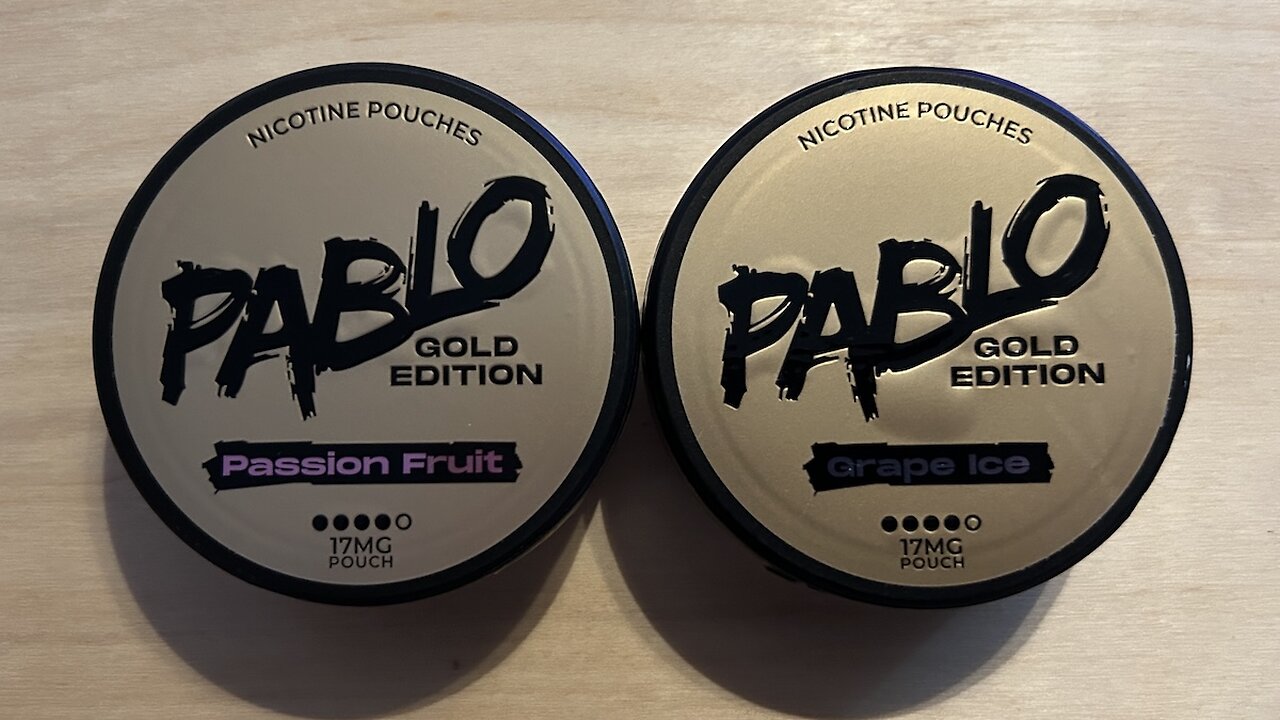 NICOTINE POUCHES
PABLO
GOLD
EDITION
Passion Fruit
17MG
POUCH
NICOTINE POUCHES
PABLO
GOLD
EDITION
Grape Ice
17MG
POUCH